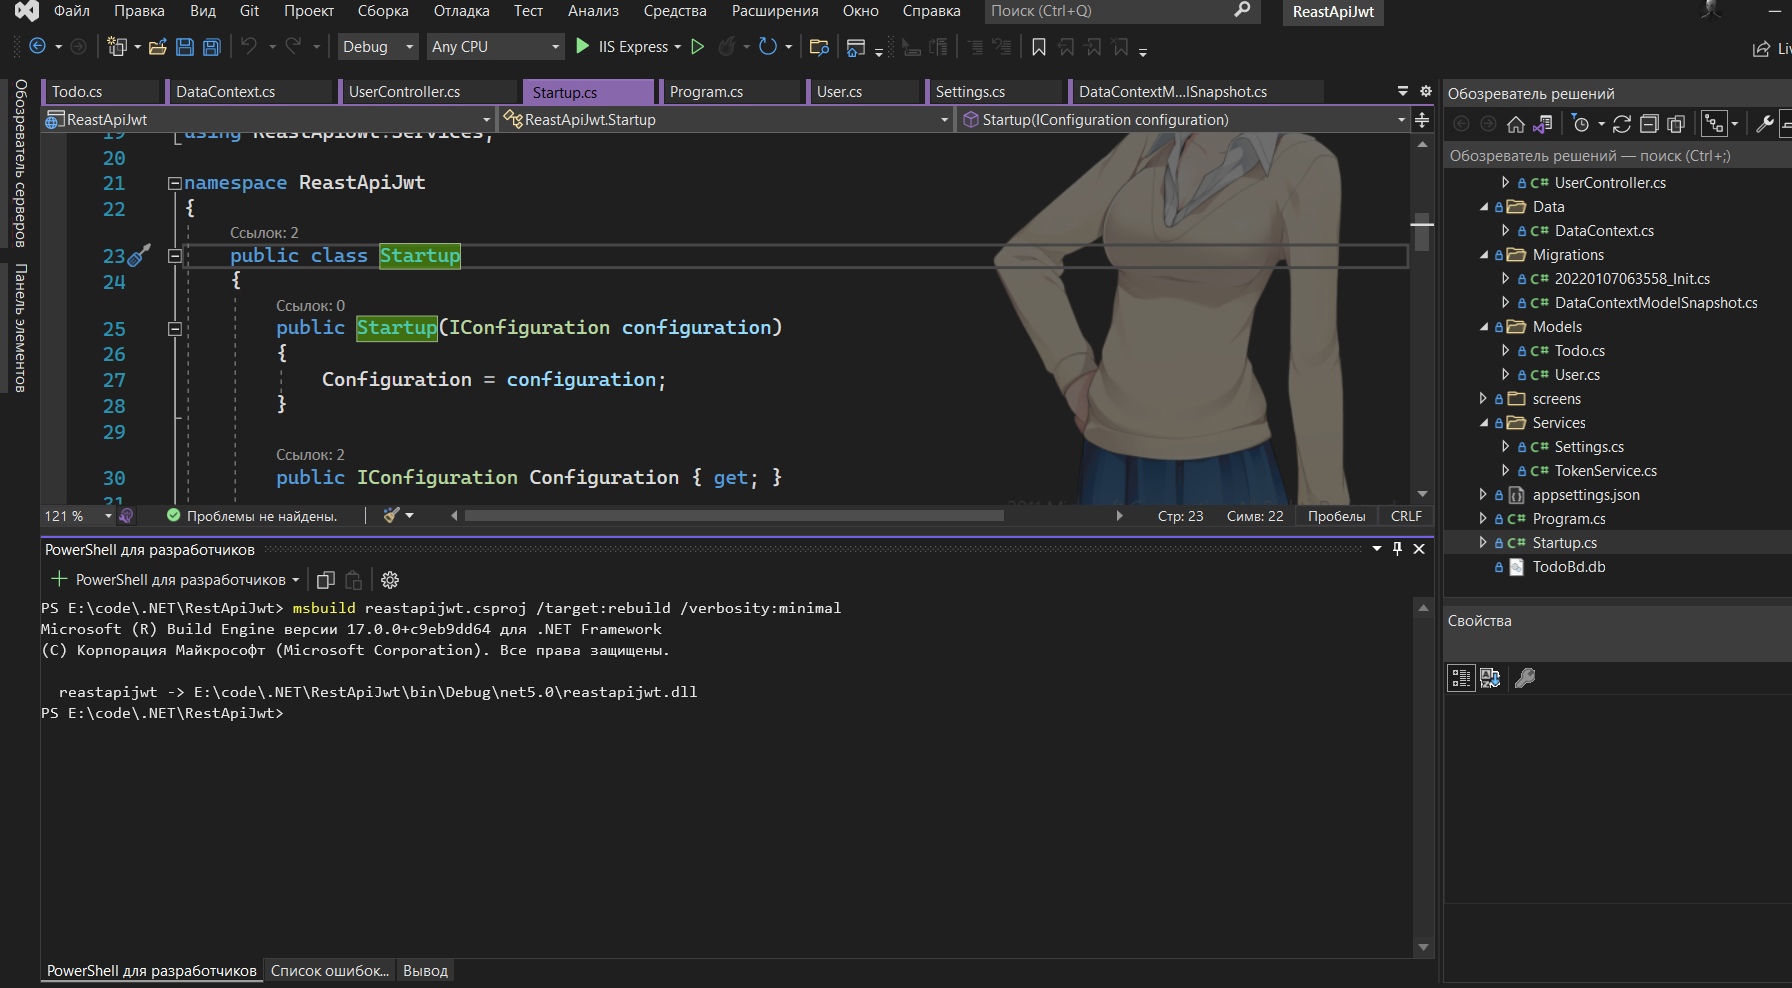 Файл Правка Вид Git Проект Сборка Отладка Тест Анализ Средства Расширения Окно Справка Поиск (Ctrl+Q) ReastApiJwt
Debug Any CPU IIS Express
Todo.cs DataContext.cs UserController.cs Startup.cs Program.cs User.cs Settings.cs DataContextM...lSnapshot.cs
ReastApiJwt ReastApiJwt.Startup Startup(IConfiguration configuration)
19 using ReastApiJwt.Services;
20
21 namespace ReastApiJwt
22 {
Ссылок: 2
23 public class Startup
24 {
Ссылок: 0
25 public Startup(IConfiguration configuration)
26 {
27 Configuration = configuration;
28 }
29
Ссылок: 2
30 public IConfiguration Configuration { get; }
31
121 % Проблемы не найдены. Стр: 23 Симв: 22 Пробелы CRLF
PowerShell для разработчиков
PowerShell для разработчиков
PS E:\code\.NET\RestApiJwt> msbuild reastapijwt.csproj /target:rebuild /verbosity:minimal
Microsoft (R) Build Engine версии 17.0.0+c9eb9dd64 для .NET Framework
(C) Корпорация Майкрософт (Microsoft Corporation). Все права защищены.
reastapijwt -> E:\code\.NET\RestApiJwt\bin\Debug\net5.0\reastapijwt.dll
PS E:\code\.NET\RestApiJwt>
PowerShell для разработчиков Список ошибок... Вывод
Обозреватель серверов
Панель элементов
Обозреватель решений
Обозреватель решений — поиск (Ctrl+;)
C# UserController.cs
Data
C# DataContext.cs
Migrations
C# 20220107063558_Init.cs
C# DataContextModelSnapshot.cs
Models
C# Todo.cs
C# User.cs
screens
Services
C# Settings.cs
C# TokenService.cs
appsettings.json
C# Program.cs
C# Startup.cs
TodoBd.db
Свойства